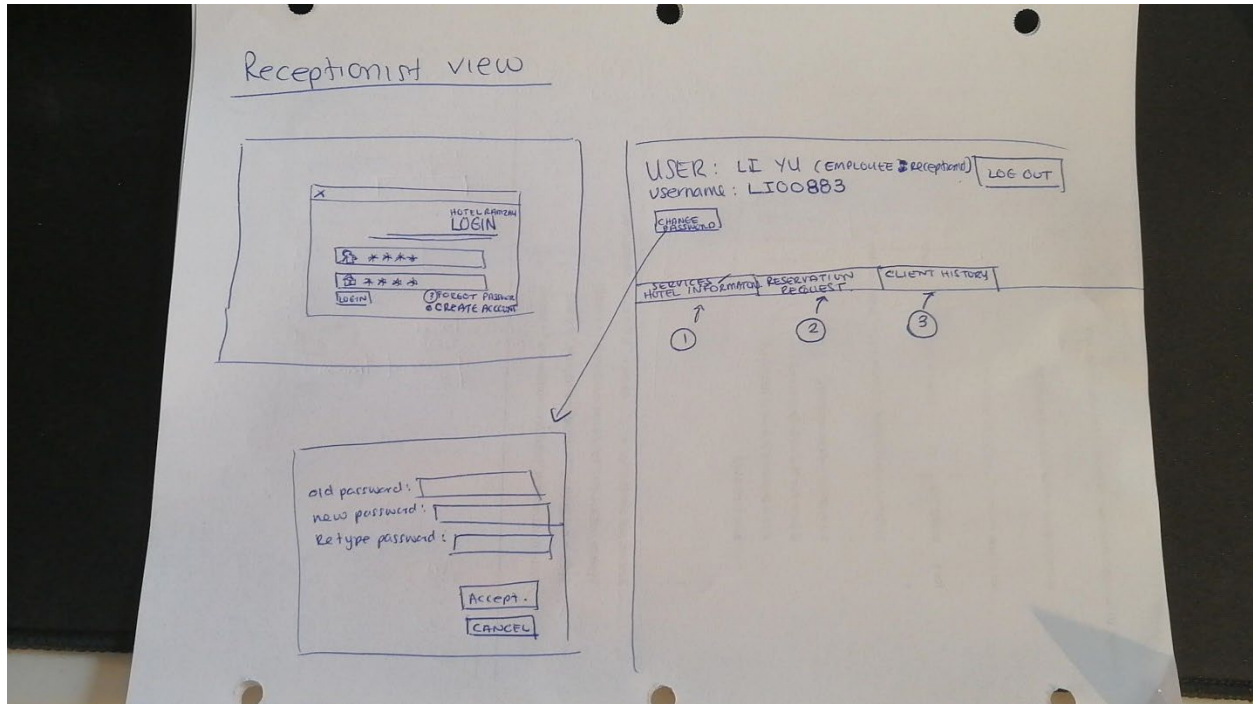 Receptionist view
X
HOTEL RAMZAN
LOGIN
****
****
LOGIN
? FORGOT PASSWORD
CREATE ACCOUNT
USER: LI YU (EMPLOYEE Receptionist)
LOG OUT
username: LI00883
CHANGE
PASSWORD
SERVICES /
HOTEL INFORMATION
RESERVATION
REQUEST.
CLIENT HISTORY
1
2
3
old password:
new password:
Retype password:
Accept.
CANCEL